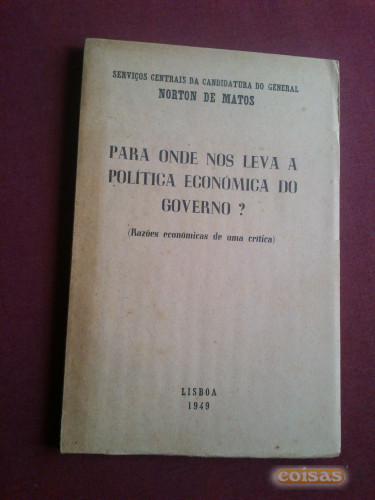 SERVIÇOS CENTRAIS DA CANDIDATURA DO GENERAL
NORTON DE MATOS
PARA ONDE NOS LEVA A
POLÍTICA ECONÓMICA DO
GOVERNO ?
(Razões económicas de uma crítica)
LISBOA
1949
coisas